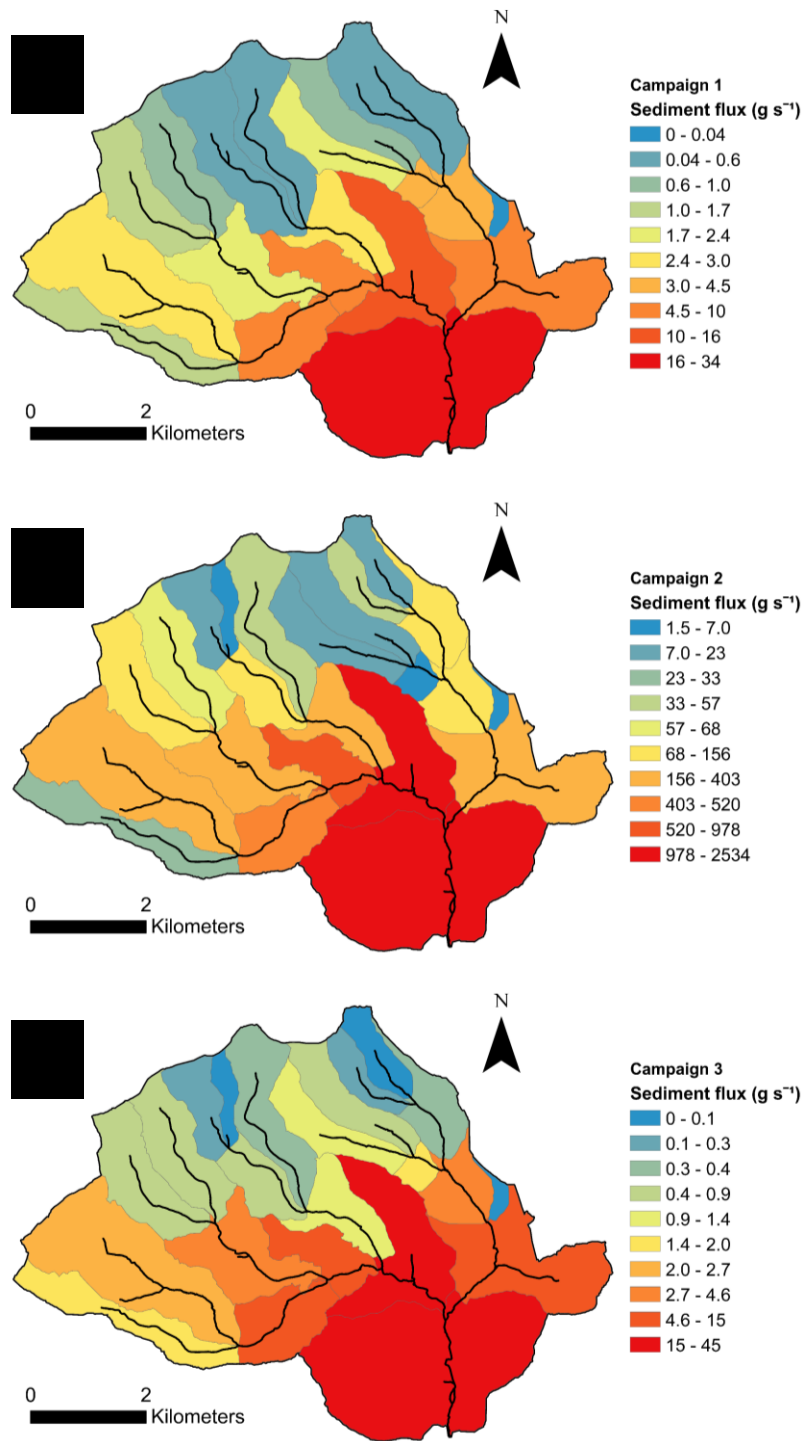 N
Campaign 1
Sediment flux (g s⁻¹)
0 - 0.04
0.04 - 0.6
0.6 - 1.0
1.0 - 1.7
1.7 - 2.4
2.4 - 3.0
3.0 - 4.5
4.5 - 10
10 - 16
16 - 34
0 2
Kilometers
N
Campaign 2
Sediment flux (g s⁻¹)
1.5 - 7.0
7.0 - 23
23 - 33
33 - 57
57 - 68
68 - 156
156 - 403
403 - 520
520 - 978
978 - 2534
0 2
Kilometers
N
Campaign 3
Sediment flux (g s⁻¹)
0 - 0.1
0.1 - 0.3
0.3 - 0.4
0.4 - 0.9
0.9 - 1.4
1.4 - 2.0
2.0 - 2.7
2.7 - 4.6
4.6 - 15
15 - 45
0 2
Kilometers